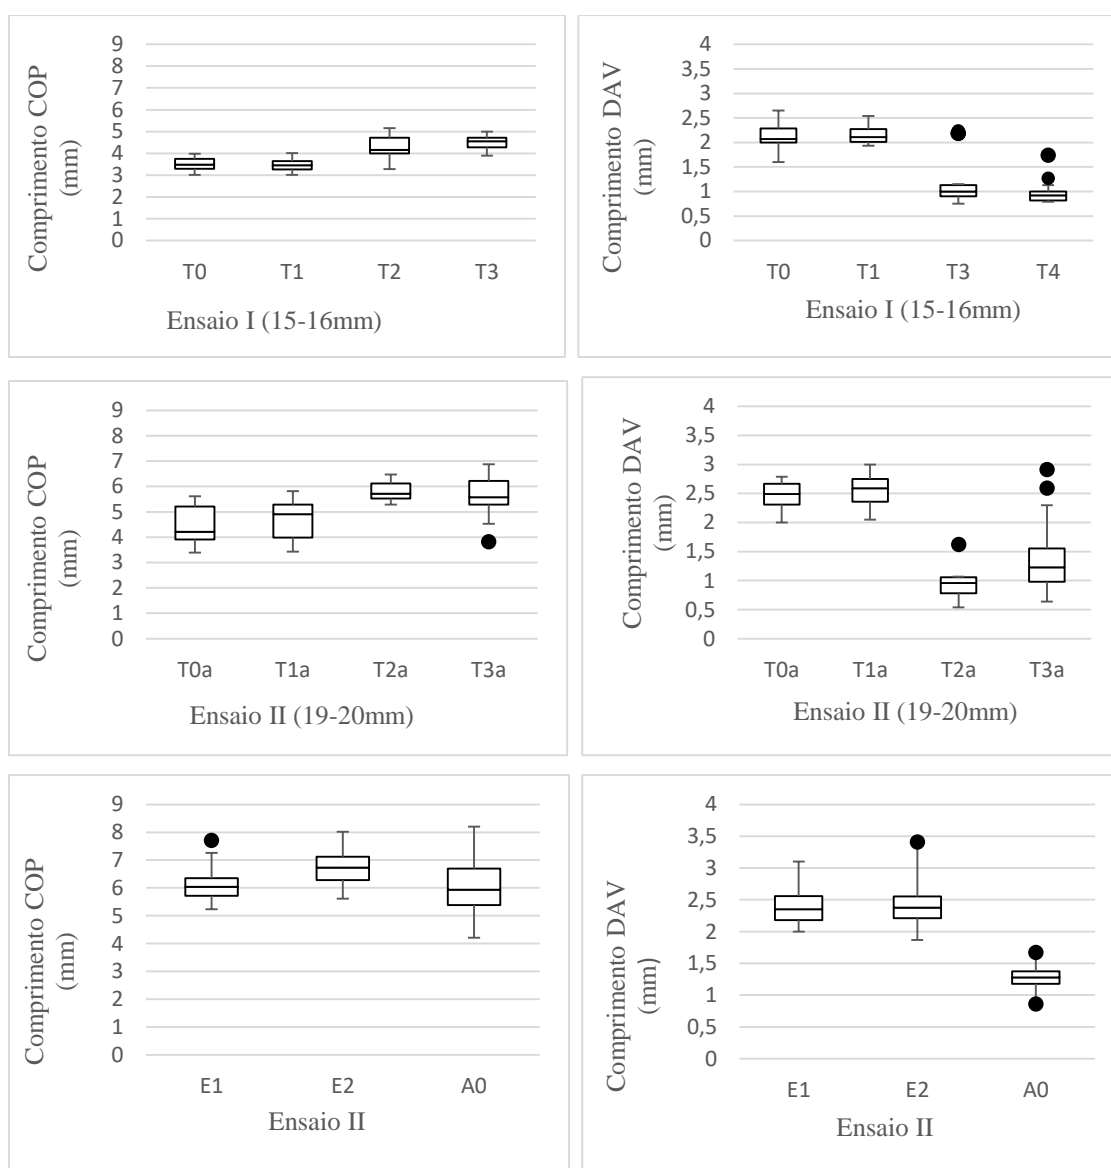 Comprimento COP
(mm)
9
8
7
6
5
4
3
2
1
0
T0 T1 T2 T3
Ensaio I (15-16mm)
Comprimento DAV
(mm)
4
3,5
3
2,5
2
1,5
1
0,5
0
T0 T1 T3 T4
Ensaio I (15-16mm)
Comprimento COP
(mm)
9
8
7
6
5
4
3
2
1
0
T0a T1a T2a T3a
Ensaio II (19-20mm)
Comprimento DAV
(mm)
4
3,5
3
2,5
2
1,5
1
0,5
0
T0a T1a T2a T3a
Ensaio II (19-20mm)
Comprimento COP
(mm)
9
8
7
6
5
4
3
2
1
0
E1 E2 A0
Ensaio II
Comprimento DAV
(mm)
4
3,5
3
2,5
2
1,5
1
0,5
0
E1 E2 A0
Ensaio II